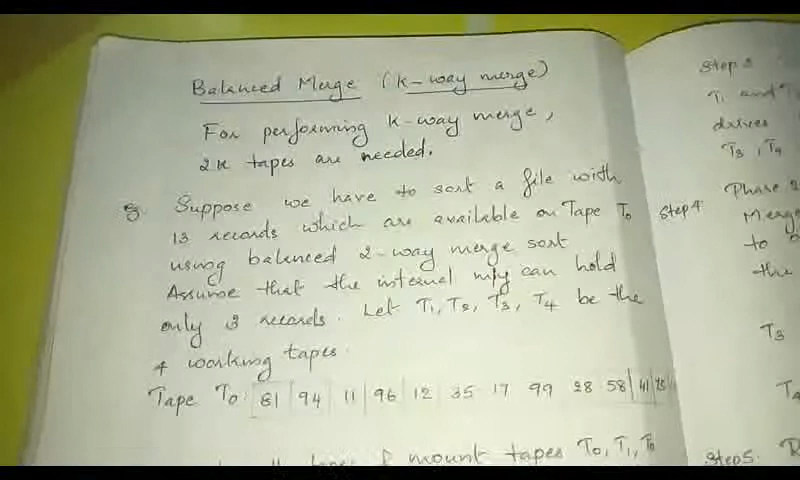 Balanced Merge (K-way merge)
For performing K-way merge,
2K tapes are needed.
Eg. Suppose we have to sort a file with
13 records which are available on Tape T0
using balanced 2-way merge sort
Assume that the internal m/y can hold
only 3 records. Let T1, T2, T3, T4 be the
4 working tapes.
Tape T0: 81 94 11 96 12 35 17 99 28 58 41 75
mount tapes T0, T1, T2
Step 3
T1 and
drives
T3, T4
Step 4 Phase 2
Merge
to
the
T3
T4
Step 5: